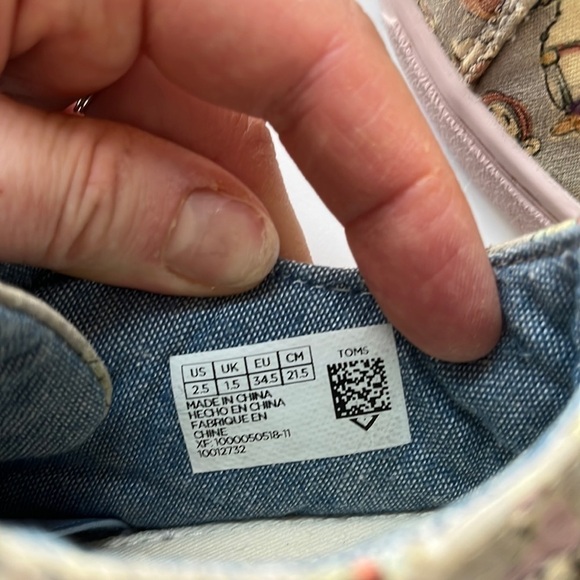 US UK EU CM
2.5 1.5 34.5 21.5
MADE IN CHINA
HECHO EN CHINA
FABRIQUE EN
CHINE
XF: 1000050518-11
10012732
TOMS